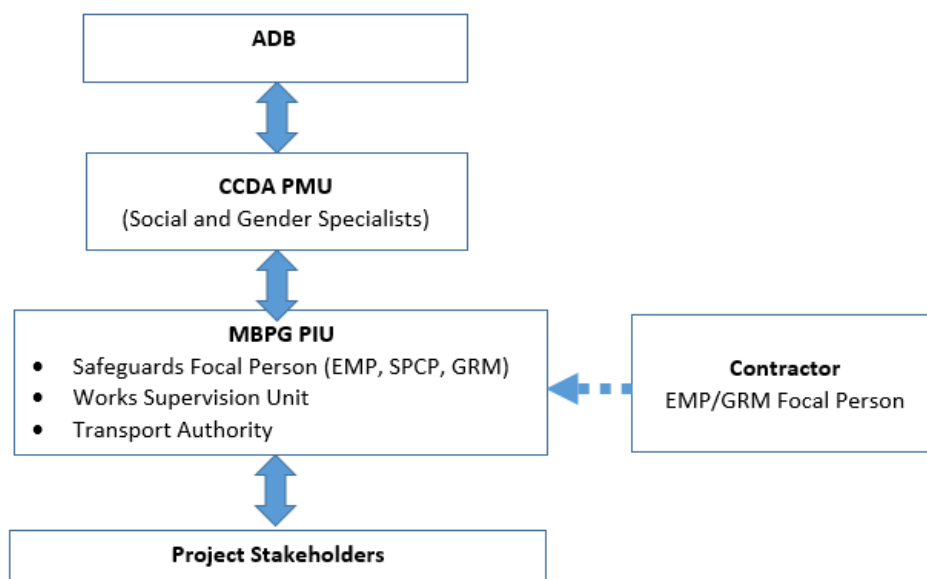 ADB
CCDA PMU
(Social and Gender Specialists)
MBPG PIU
• Safeguards Focal Person (EMP, SPCP, GRM)
• Works Supervision Unit
• Transport Authority
Contractor
EMP/GRM Focal Person
Project Stakeholders